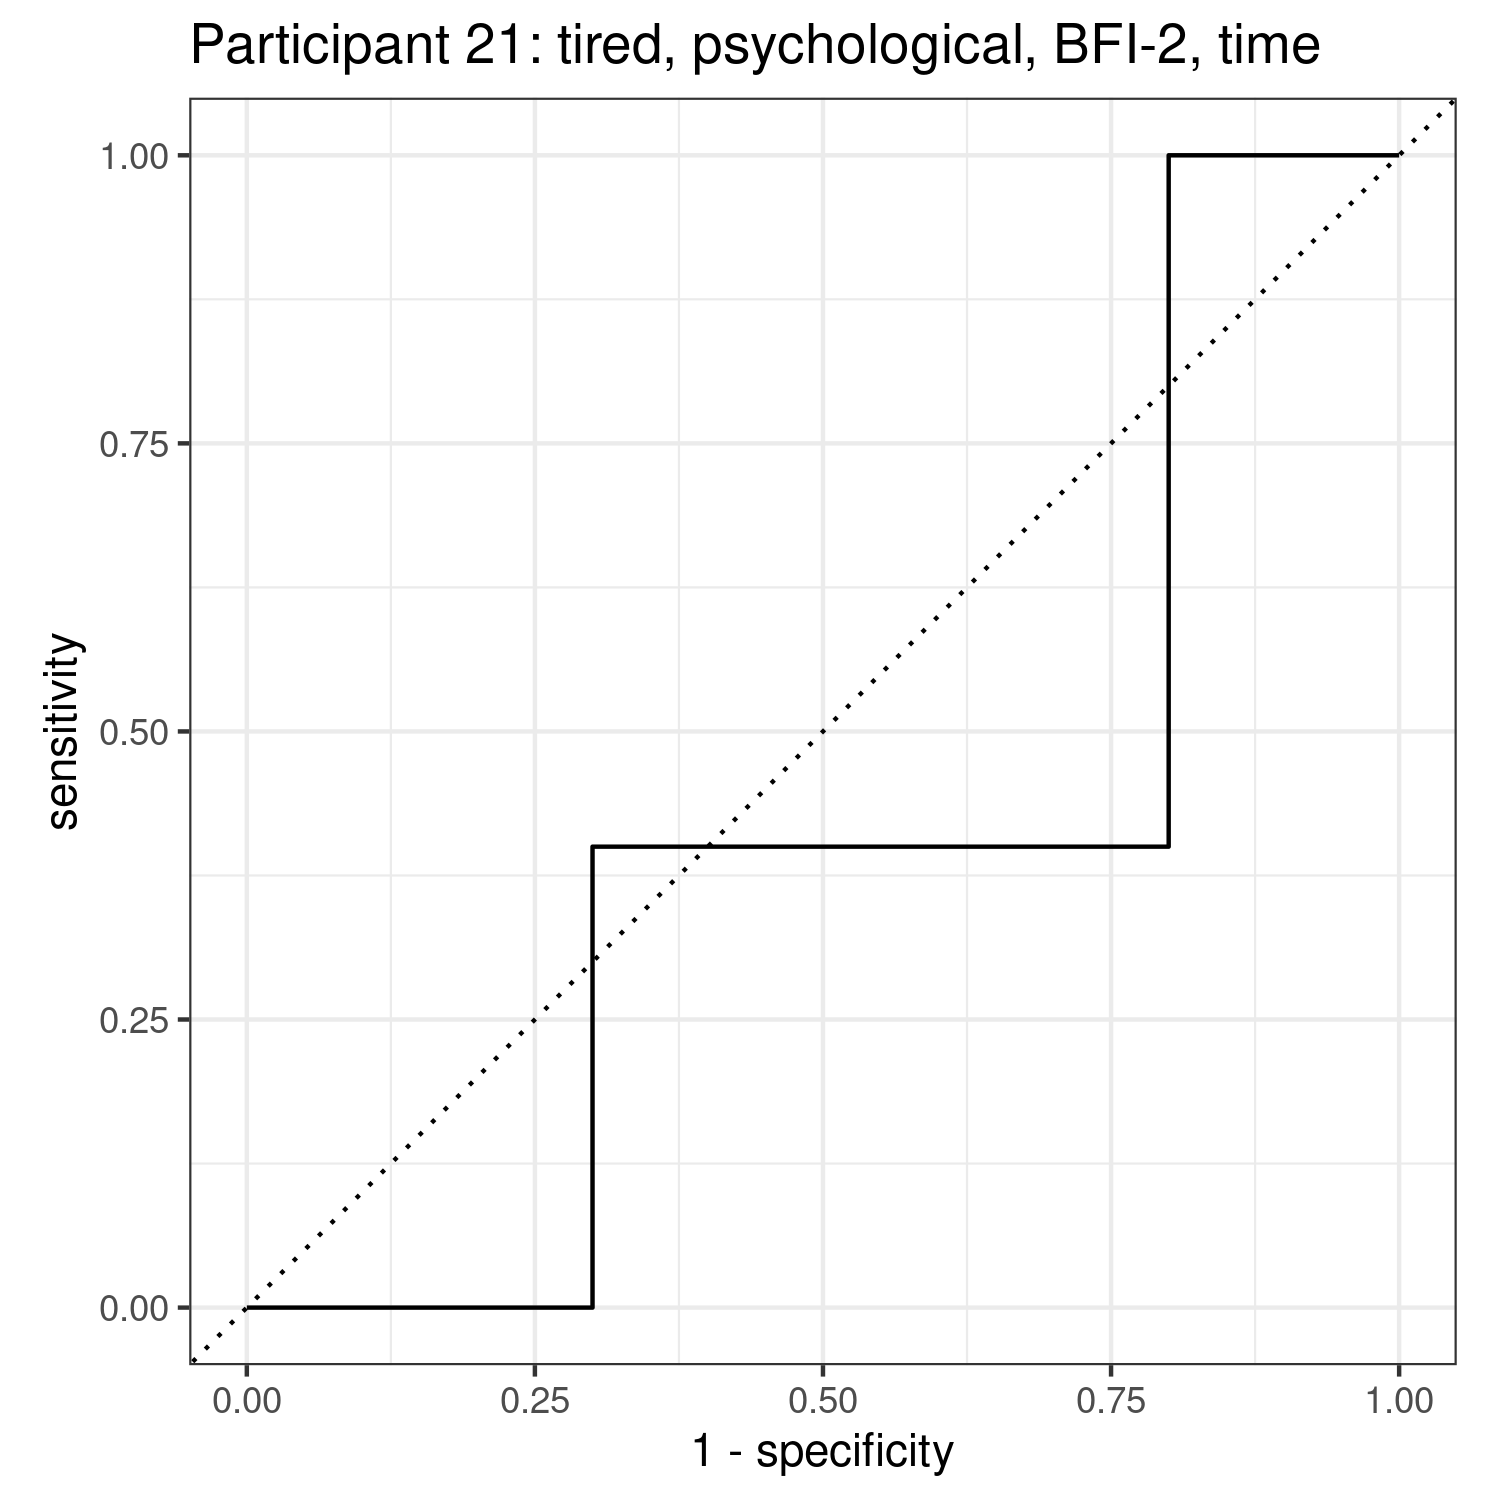 Participant 21: tired, psychological, BFI-2, time
sensitivity
1.00
0.75
0.50
0.25
0.00
0.00 0.25 0.50 0.75 1.00
1 - specificity